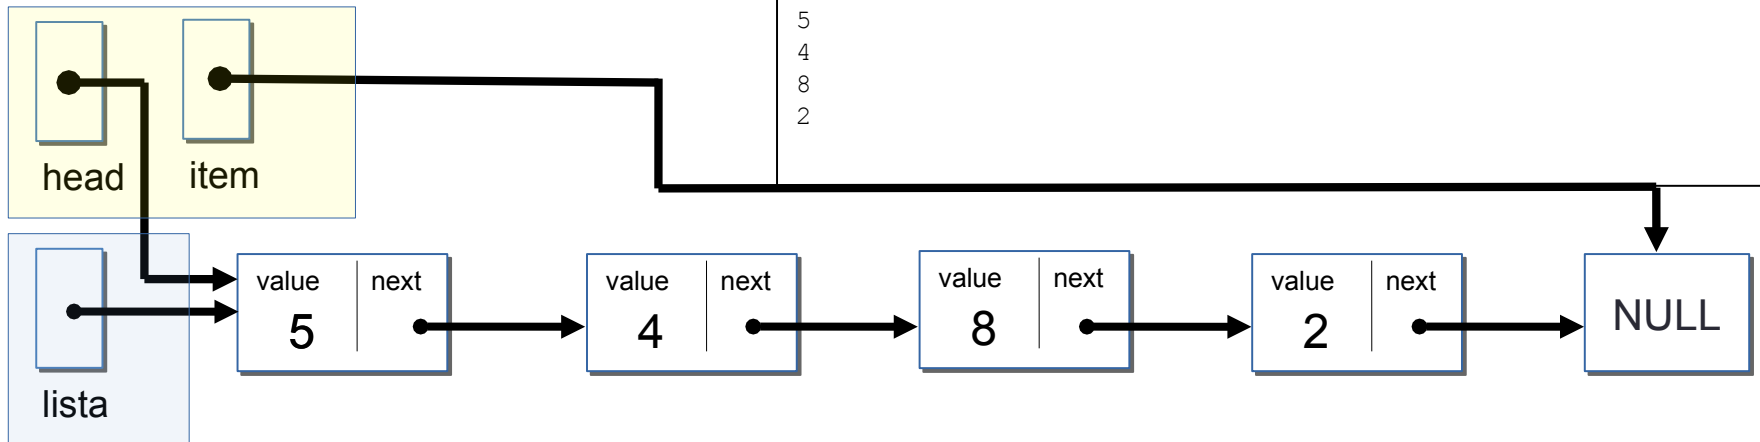 5
4
8
2
head item
value next value next value next value next
5 4 8 2 NULL
lista